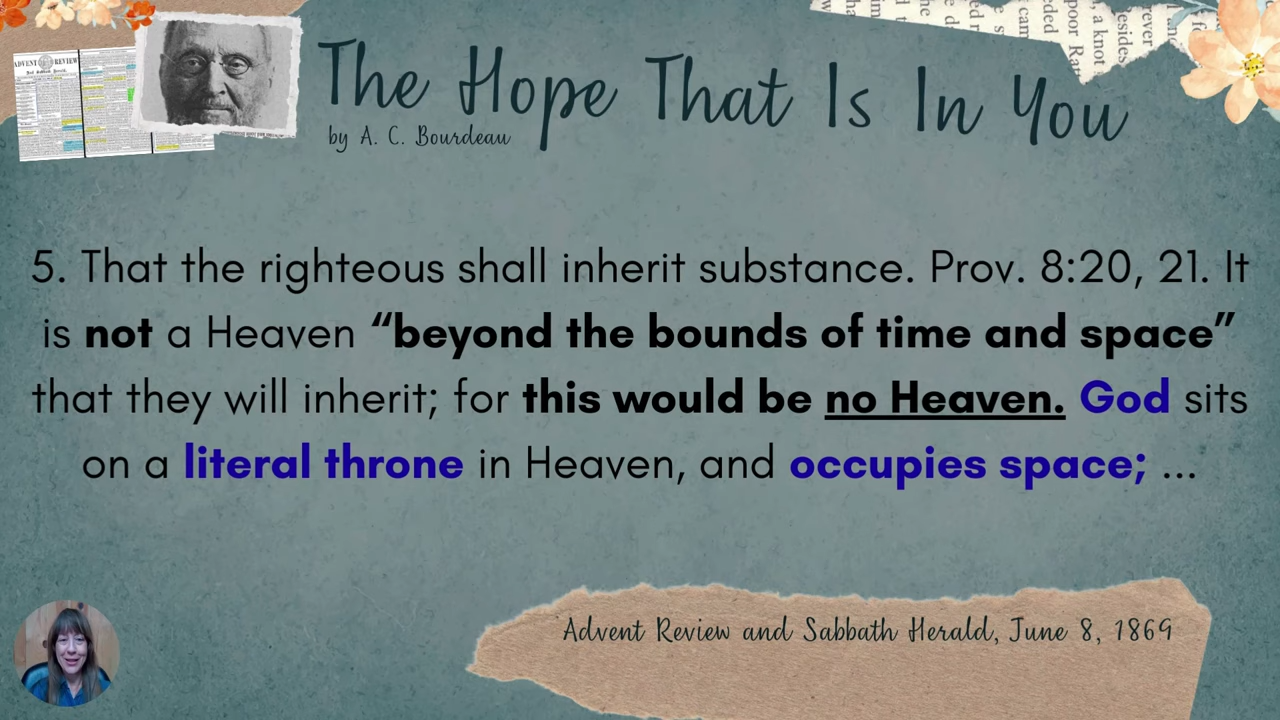 The Hope That Is In You
by A. C. Bourdeau
ADVENT REVIEW
5. That the righteous shall inherit substance. Prov. 8:20, 21. It
is not a Heaven “beyond the bounds of time and space”
that they will inherit; for this would be no Heaven. God sits
on a literal throne in Heaven, and occupies space; ...
Advent Review and Sabbath Herald, June 8, 1869